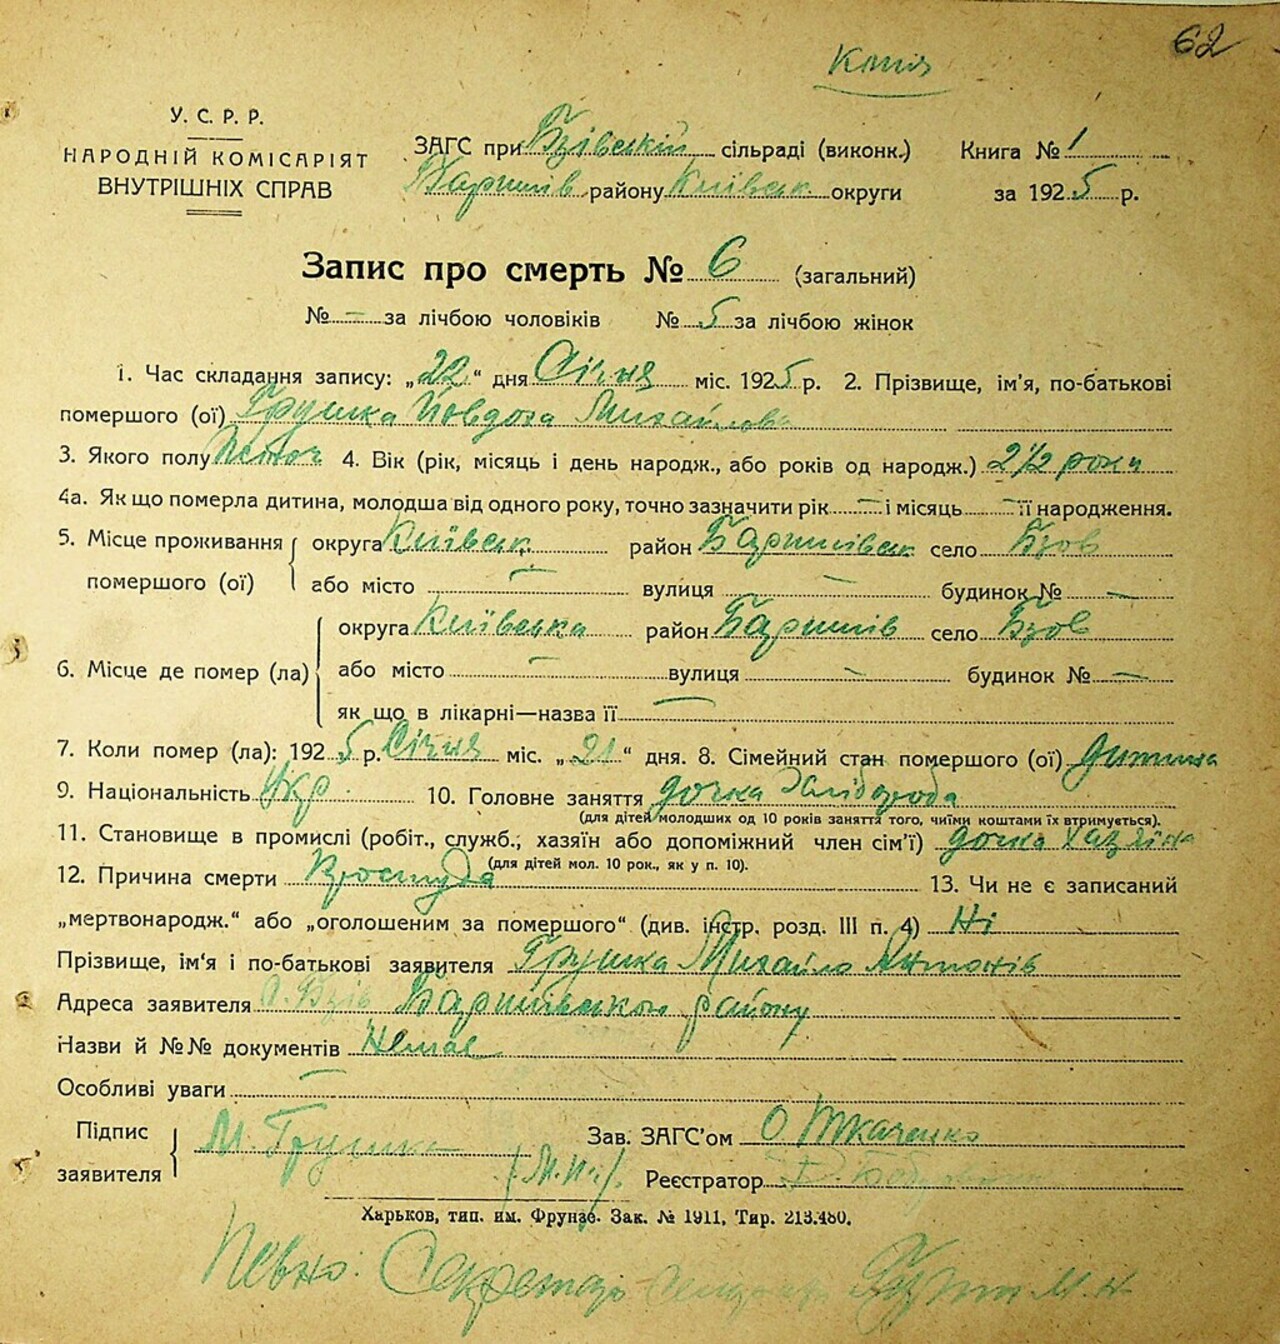 62
Копія
У. С. Р. Р.
НАРОДНІЙ КОМІСАРІЯТ
ВНУТРІШНІХ СПРАВ
ЗАГС при Бзівській сільраді (виконк.) Книга № 1
Баришів району Київськ округи за 1925 р.
Запис про смерть № 6 (загальний)
№ — за лічбою чоловіків № 5 за лічбою жінок
1. Час складання запису: „22“ дня Січня міс. 1925 р. 2. Прізвище, ім'я, по-батькові
помершого (ої) Грушка Йовдоха Михайлова
3. Якого полу 4. Вік (рік, місяць і день народж., або років од народж.) 2 1/2 роки
4а. Як що померла дитина, молодша від одного року, точно зазначити рік — і місяць — її народження.
5. Місце проживання помершого (ої) округа Київськ район Баришівськ село Бзов
або місто — вулиця — будинок № —
6. Місце де помер (ла) округа Київська район Баришів село Бзов
або місто — вулиця — будинок № —
як що в лікарні—назва її —
7. Коли помер (ла): 1925 р. Січня міс. „21“ дня. 8. Сімейний стан помершого (ої) дитина
9. Національність Укр. 10. Головне заняття дочка Хлібороба
(для дітей молодших од 10 років заняття того, чиїми коштами їх втримується).
11. Становище в промислі (робіт., служб., хазяїн або допоміжний член сім'ї) дочка хазяїна
(для дітей мол. 10 рок., як у п. 10).
12. Причина смерти Простуда 13. Чи не є записаний
„мертвонародж.“ або „оголошеним за помершого“ (див. інстр. розд. III п. 4) Ні
Прізвище, ім'я і по-батькові заявителя Грушка Михайло Антонів
Адреса заявителя с. Бзів Баришівського району
Назви й №№ документів Немає
Особливі уваги —
Підпис заявителя М. Грушка
Зав. ЗАГС'ом О Ткаченко
/М.П./ Реєстратор
Харьков, тип. им. Фрунзе. Зак. № 1911, Тир. 213.480.
Певно: Секретар